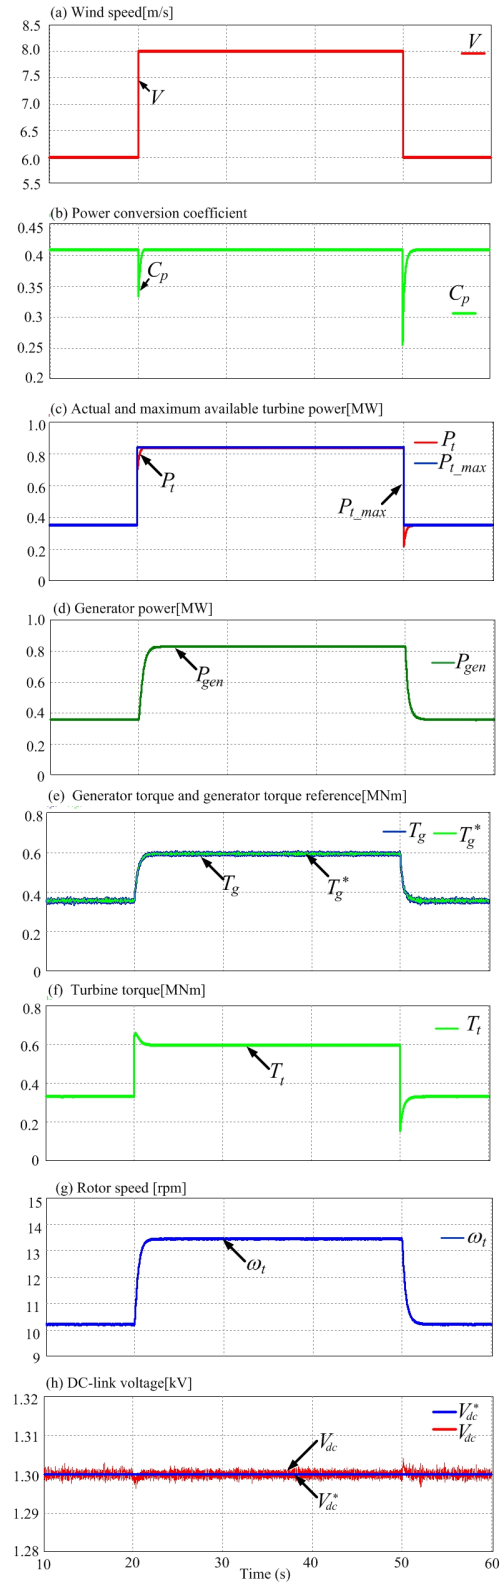 (a) Wind speed[m/s]
8.5
8.0
7.5
7.0
6.5
6.0
5.5
V
V
(b) Power conversion coefficient
0.45
0.4
0.35
0.3
0.25
0.2
Cp
Cp
(c) Actual and maximum available turbine power[MW]
1.0
0.8
0.6
0.4
0.2
0
Pt
Pt_max
Pt
Pt_max
(d) Generator power[MW]
1.0
0.8
0.6
0.4
0.2
0
Pgen
Pgen
(e) Generator torque and generator torque reference[MNm]
0.8
0.6
0.4
0.2
0
Tg Tg*
Tg Tg*
(f) Turbine torque[MNm]
0.8
0.6
0.4
0.2
0
Tt
Tt
(g) Rotor speed [rpm]
15
14
13
12
11
10
9
ωt
ωt
(h) DC-link voltage[kV]
1.32
1.31
1.30
1.29
1.28
Vdc*
Vdc
Vdc
Vdc*
10 20 30 40 50 60
Time (s)